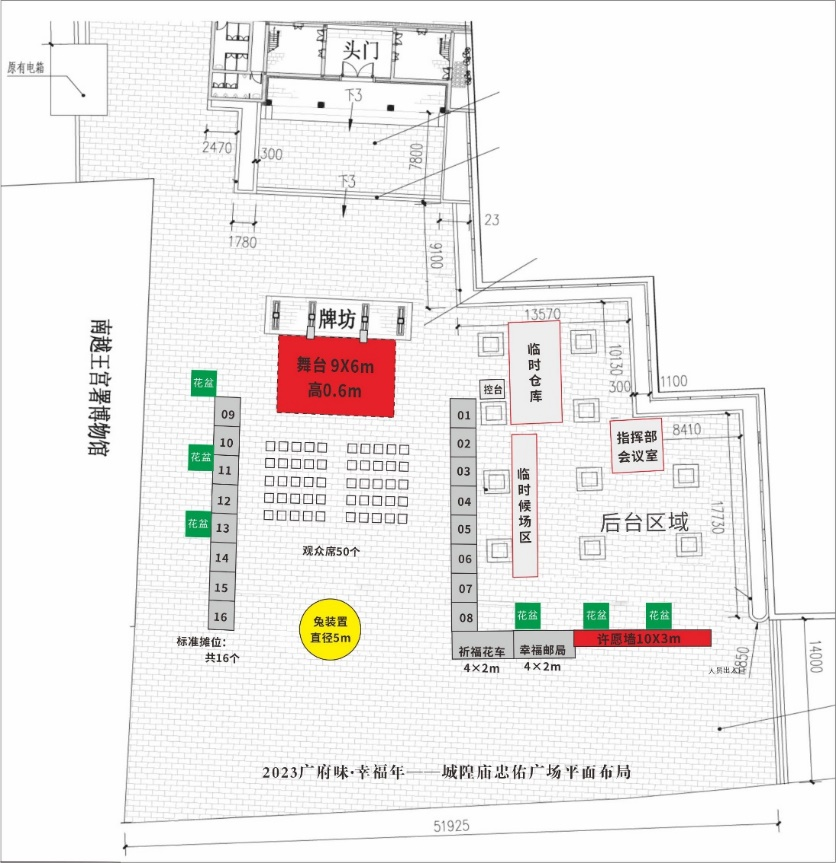 头门
原有电箱
下3
2470
300
7800
下3
23
1780
9100
牌坊
13570
舞台 9X6m
高0.6m
临时仓库
10130
南越王宫署博物馆
花盆
控台
300
1100
09
01
指挥部
会议室
8410
10
02
花盆
11
03
临时候场区
12
04
花盆
13
05
后台区域
17730
观众席50个
14
06
15
07
兔装置
直径5m
花盆
花盆
花盆
16
08
标准摊位:
共16个
祈福花车
幸福邮局
许愿墙10X3m
4×2m
4×2m
人员出入口
850
14000
2023广府味·幸福年——城隍庙忠佑广场平面布局
51925